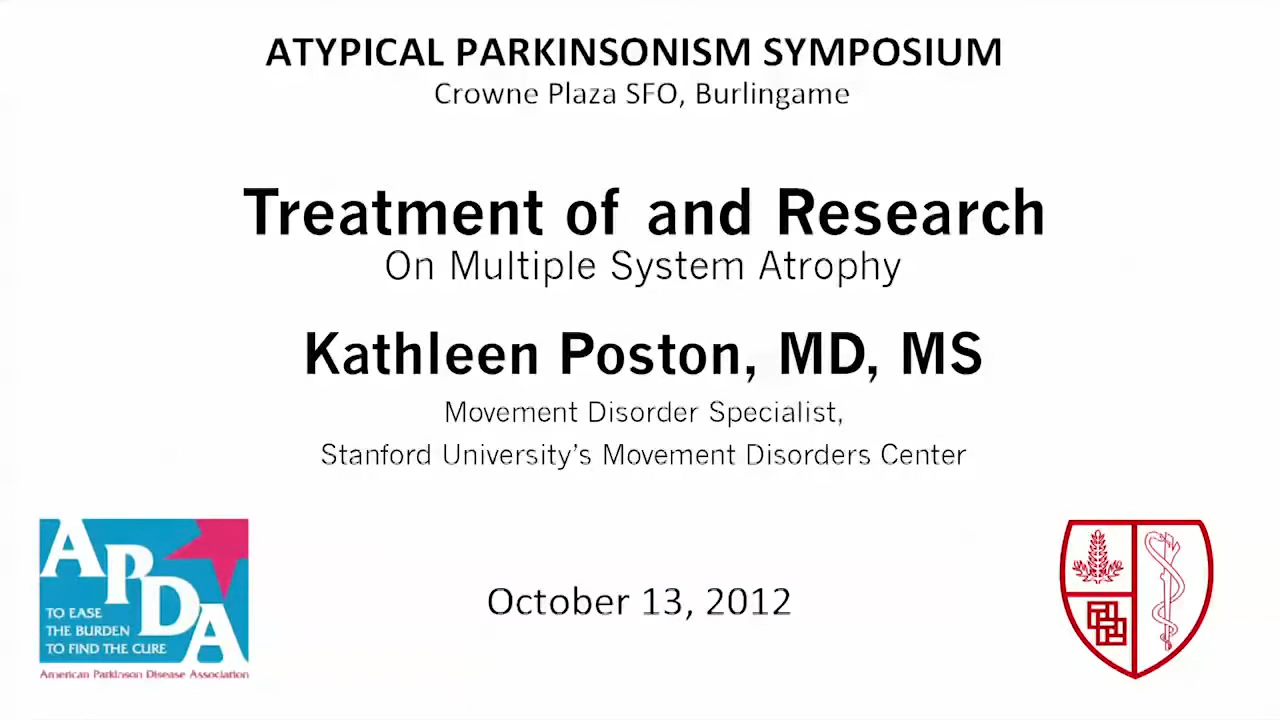 ATYPICAL PARKINSONISM SYMPOSIUM
Crowne Plaza SFO, Burlingame
Treatment of and Research
On Multiple System Atrophy
Kathleen Poston, MD, MS
Movement Disorder Specialist,
Stanford University's Movement Disorders Center
October 13, 2012
APDA
TO EASE
THE BURDEN
TO FIND THE CURE
American Parkinson Disease Association